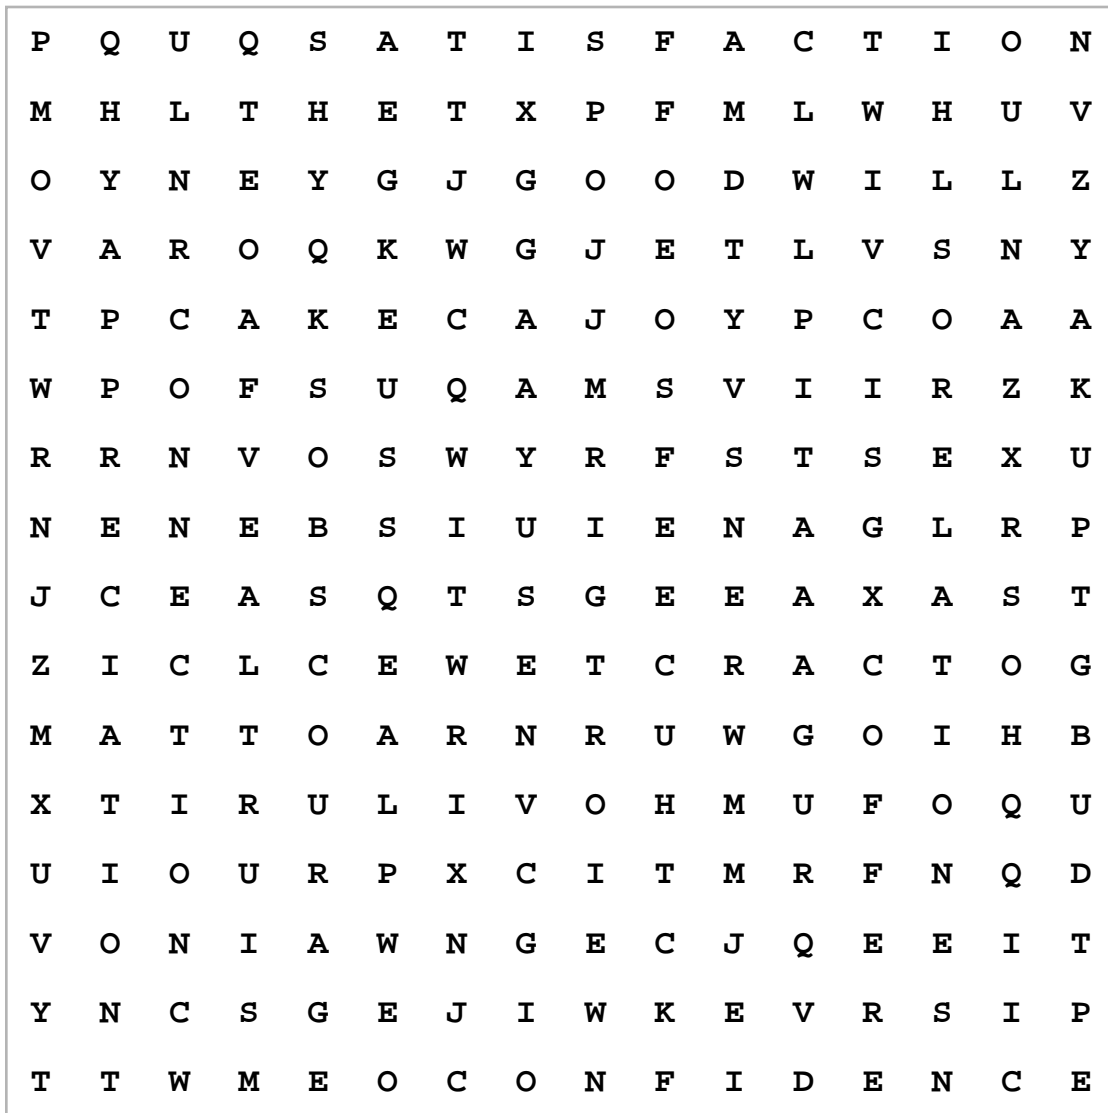 P Q U Q S A T I S F A C T I O N
M H L T H E T X P F M L W H U V
O Y N E Y G J G O O D W I L L Z
V A R O Q K W G J E T L V S N Y
T P C A K E C A J O Y P C O A A
W P O F S U Q A M S V I I R Z K
R R N V O S W Y R F S T S E X U
N E N E B S I U I E N A G L R P
J C E A S Q T S G E E A X A S T
Z I C L C E W E T C R A C T O G
M A T T O A R N R U W G O I H B
X T I R U L I V O H M U F O Q U
U I O U R P X C I T M R F N Q D
V O N I A W N G E C J Q E E I T
Y N C S G E J I W K E V R S I P
T T W M E O C O N F I D E N C E